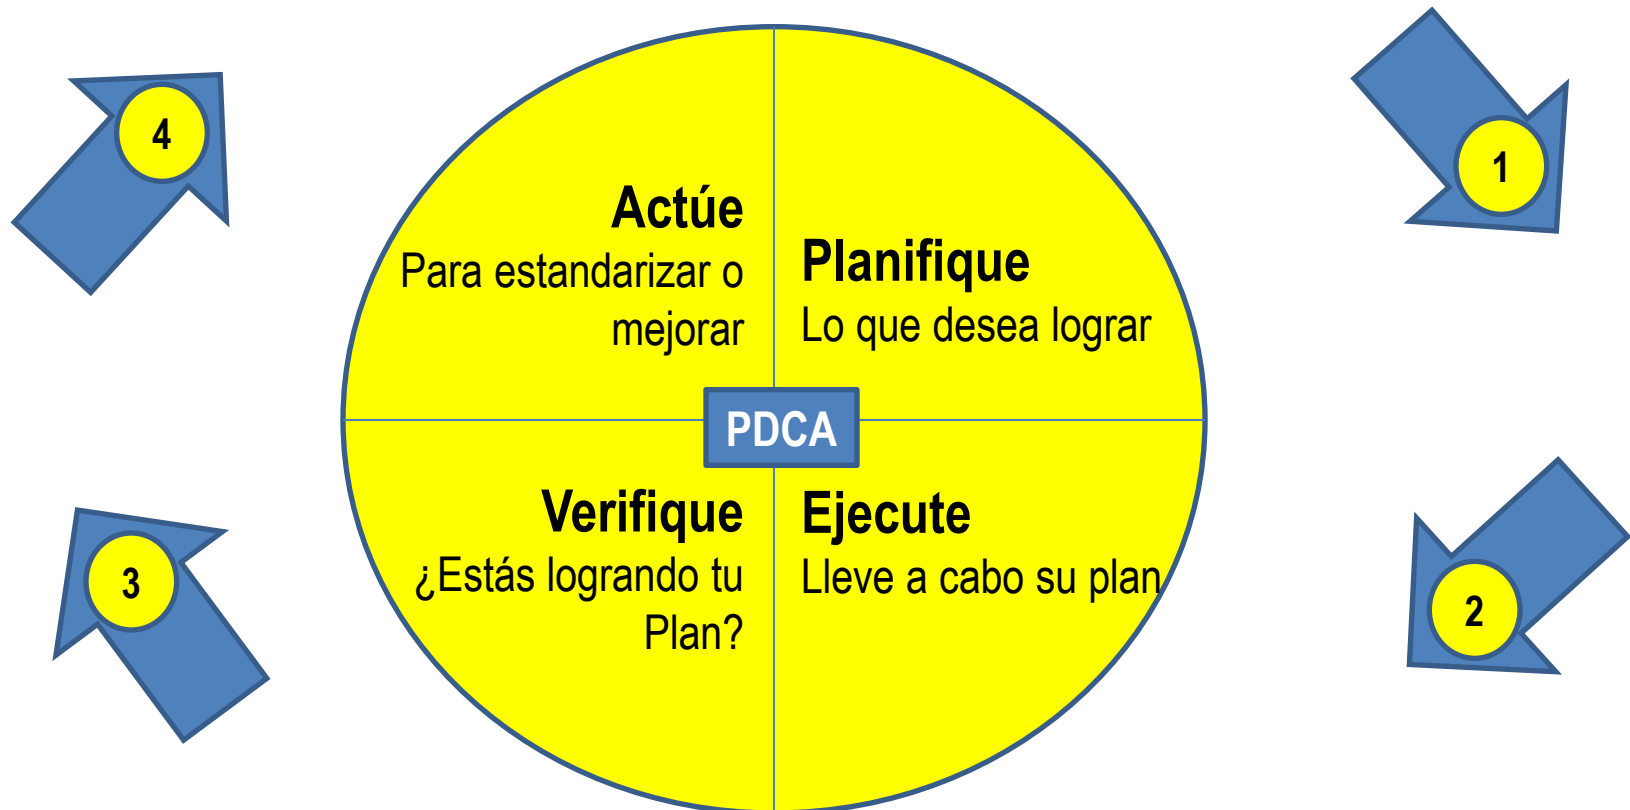 4
1
Actúe
Para estandarizar o
mejorar
Planifique
Lo que desea lograr
PDCA
Verifique
¿Estás logrando tu
Plan?
Ejecute
Lleve a cabo su plan
3
2